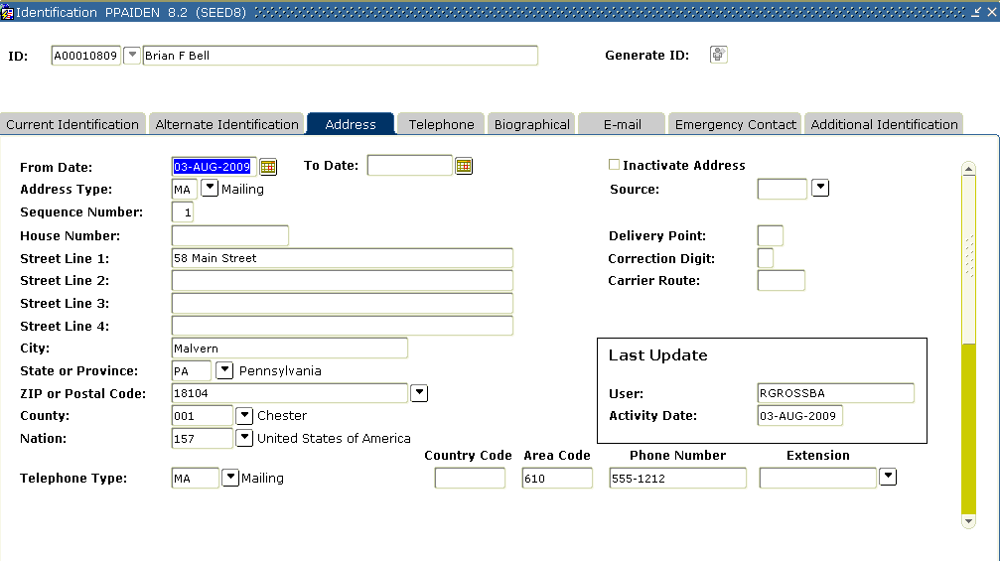 Identification PPAIDEN 8.2 (SEED8)
ID: A00010809 Brian F Bell Generate ID:
Current Identification Alternate Identification Address Telephone Biographical E-mail Emergency Contact Additional Identification
From Date: 03-AUG-2009 To Date: Inactivate Address
Address Type: MA Mailing Source:
Sequence Number: 1
House Number: Delivery Point:
Street Line 1: 58 Main Street Correction Digit:
Street Line 2: Carrier Route:
Street Line 3:
Street Line 4:
City: Malvern
Last Update
State or Province: PA Pennsylvania
ZIP or Postal Code: 18104 User: RGROSSBA
County: 001 Chester Activity Date: 03-AUG-2009
Nation: 157 United States of America
Country Code Area Code Phone Number Extension
Telephone Type: MA Mailing 610 555-1212